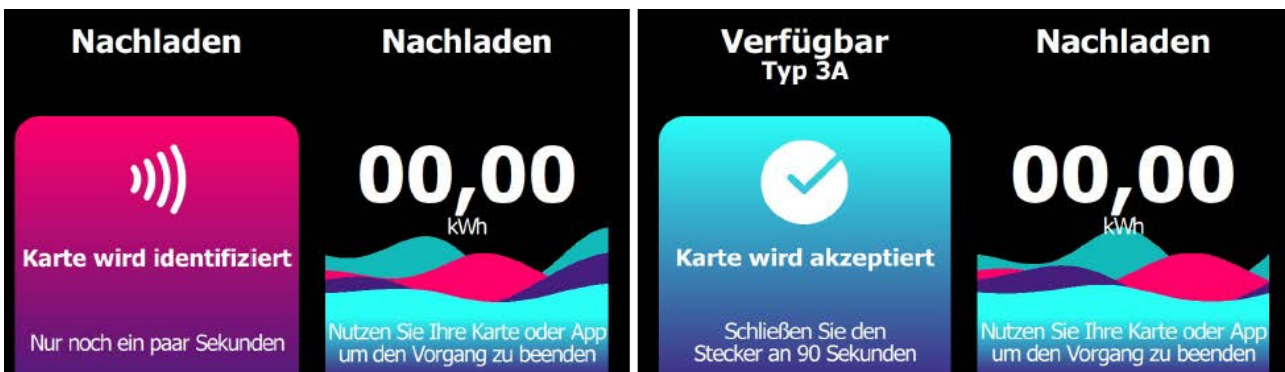 Nachladen
Karte wird identifiziert
Nur noch ein paar Sekunden
Nachladen
00,00
kWh
Nutzen Sie Ihre Karte oder App
um den Vorgang zu beenden
Verfügbar
Typ 3A
Karte wird akzeptiert
Schließen Sie den
Stecker an 90 Sekunden
Nachladen
00,00
kWh
Nutzen Sie Ihre Karte oder App
um den Vorgang zu beenden